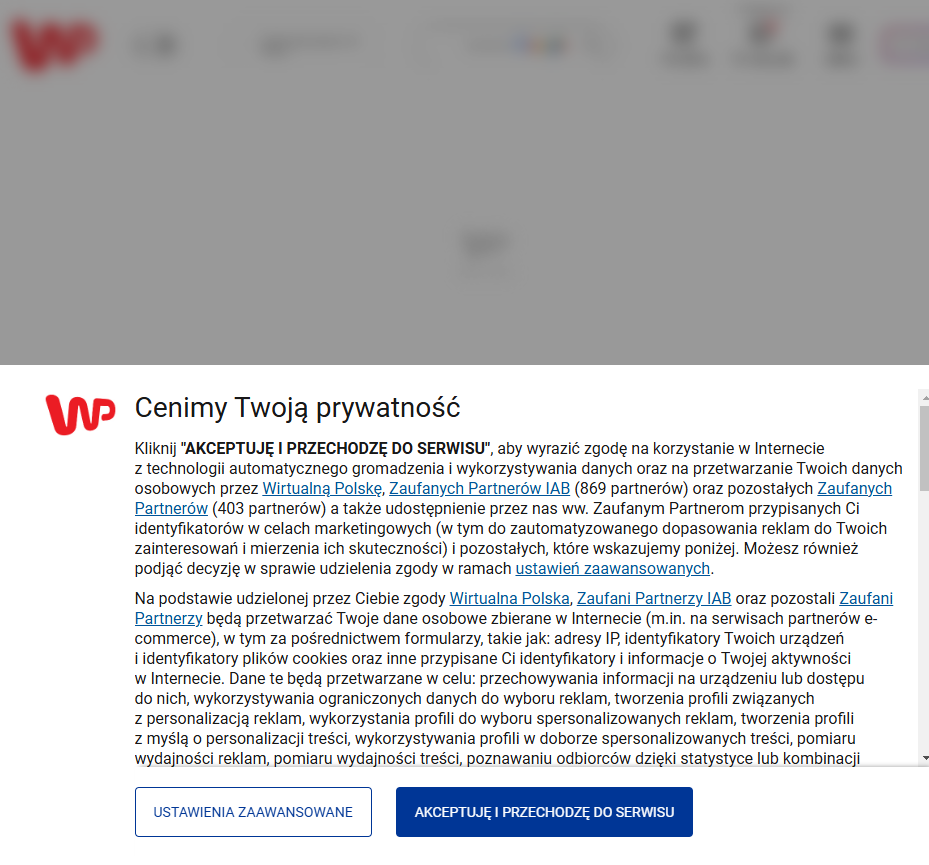 WP
WP
Cenimy Twoją prywatność
Kliknij "AKCEPTUJĘ I PRZECHODZĘ DO SERWISU", aby wyrazić zgodę na korzystanie w Internecie
z technologii automatycznego gromadzenia i wykorzystywania danych oraz na przetwarzanie Twoich danych
osobowych przez Wirtualną Polskę, Zaufanych Partnerów IAB (869 partnerów) oraz pozostałych Zaufanych
Partnerów (403 partnerów) a także udostępnienie przez nas ww. Zaufanym Partnerom przypisanych Ci
identyfikatorów w celach marketingowych (w tym do zautomatyzowanego dopasowania reklam do Twoich
zainteresowań i mierzenia ich skuteczności) i pozostałych, które wskazujemy poniżej. Możesz również
podjąć decyzję w sprawie udzielenia zgody w ramach ustawień zaawansowanych.
Na podstawie udzielonej przez Ciebie zgody Wirtualna Polska, Zaufani Partnerzy IAB oraz pozostali Zaufani
Partnerzy będą przetwarzać Twoje dane osobowe zbierane w Internecie (m.in. na serwisach partnerów e-
commerce), w tym za pośrednictwem formularzy, takie jak: adresy IP, identyfikatory Twoich urządzeń
i identyfikatory plików cookies oraz inne przypisane Ci identyfikatory i informacje o Twojej aktywności
w Internecie. Dane te będą przetwarzane w celu: przechowywania informacji na urządzeniu lub dostępu
do nich, wykorzystywania ograniczonych danych do wyboru reklam, tworzenia profili związanych
z personalizacją reklam, wykorzystania profili do wyboru spersonalizowanych reklam, tworzenia profili
z myślą o personalizacji treści, wykorzystywania profili w doborze spersonalizowanych treści, pomiaru
wydajności reklam, pomiaru wydajności treści, poznawaniu odbiorców dzięki statystyce lub kombinacji
USTAWIENIA ZAAWANSOWANE
AKCEPTUJĘ I PRZECHODZĘ DO SERWISU